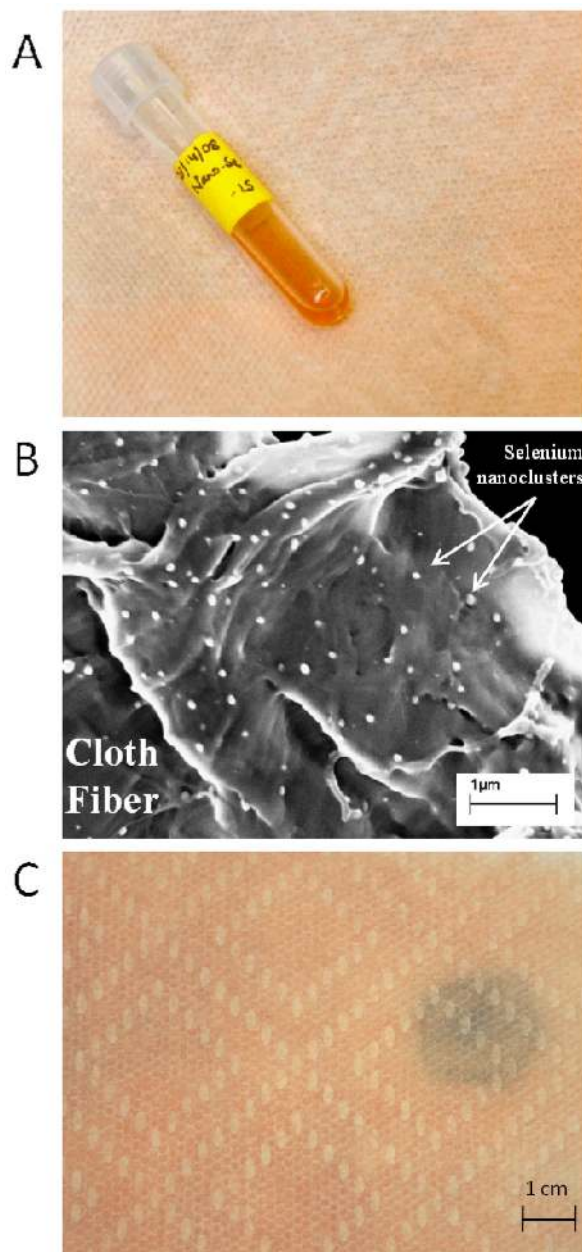 A
Nano-Se
B
Selenium
nanoclusters
Cloth
Fiber
1μm
C
1 cm